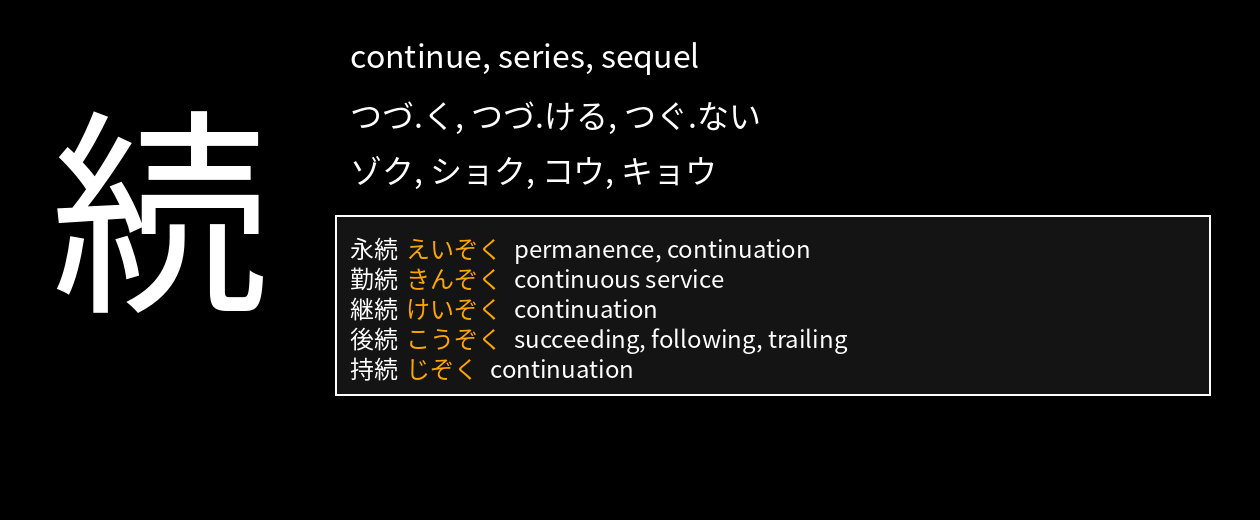 続
continue, series, sequel
つづ.く, つづ.ける, つぐ.ない
ゾク, ショク, コウ, キョウ
永続 えいぞく permanence, continuation
勤続 きんぞく continuous service
継続 けいぞく continuation
後続 こうぞく succeeding, following, trailing
持続 じぞく continuation